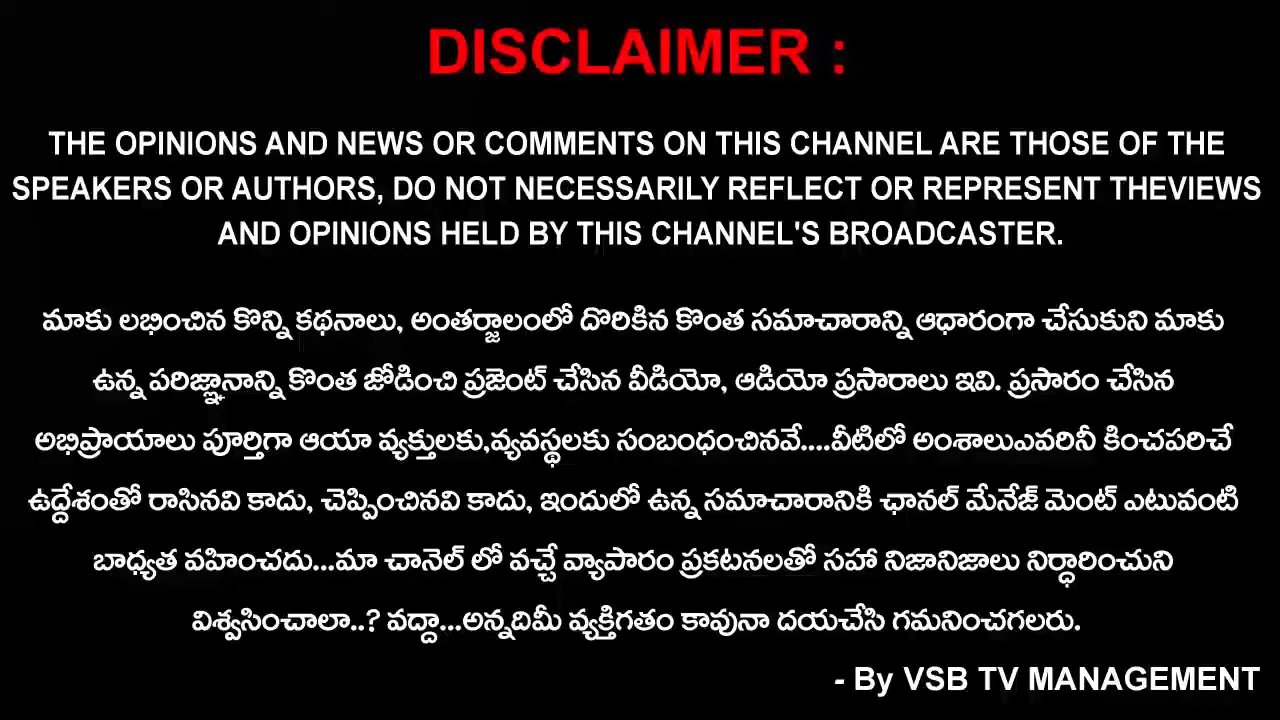 DISCLAIMER :
THE OPINIONS AND NEWS OR COMMENTS ON THIS CHANNEL ARE THOSE OF THE
SPEAKERS OR AUTHORS, DO NOT NECESSARILY REFLECT OR REPRESENT THEVIEWS
AND OPINIONS HELD BY THIS CHANNEL'S BROADCASTER.
మాకు లభించిన కొన్ని కథనాలు, అంతర్జాలంలో దొరికిన కొంత సమాచారాన్ని ఆధారంగా చేసుకుని మాకు
ఉన్న పరిజ్ఞానాన్ని కొంత జోడించి ప్రజెంట్ చేసిన వీడియో, ఆడియో ప్రసారాలు ఇవి. ప్రసారం చేసిన
అభిప్రాయాలు పూర్తిగా ఆయా వ్యక్తులకు,వ్యవస్థలకు సంబంధంచినవే....వీటిలో అంశాలుఎవరినీ కించపరిచే
ఉద్దేశంతో రాసినవి కాదు, చెప్పించినవి కాదు, ఇందులో ఉన్న సమాచారానికి ఛానల్ మేనేజ్ మెంట్ ఎటువంటి
బాధ్యత వహించదు...మా చానెల్ లో వచ్చే వ్యాపారం ప్రకటనలతో సహా నిజానిజాలు నిర్ధారించుని
విశ్వసించాలా..? వద్దా...అన్నదిమీ వ్యక్తిగతం కావునా దయచేసి గమనించగలరు.
- By VSB TV MANAGEMENT